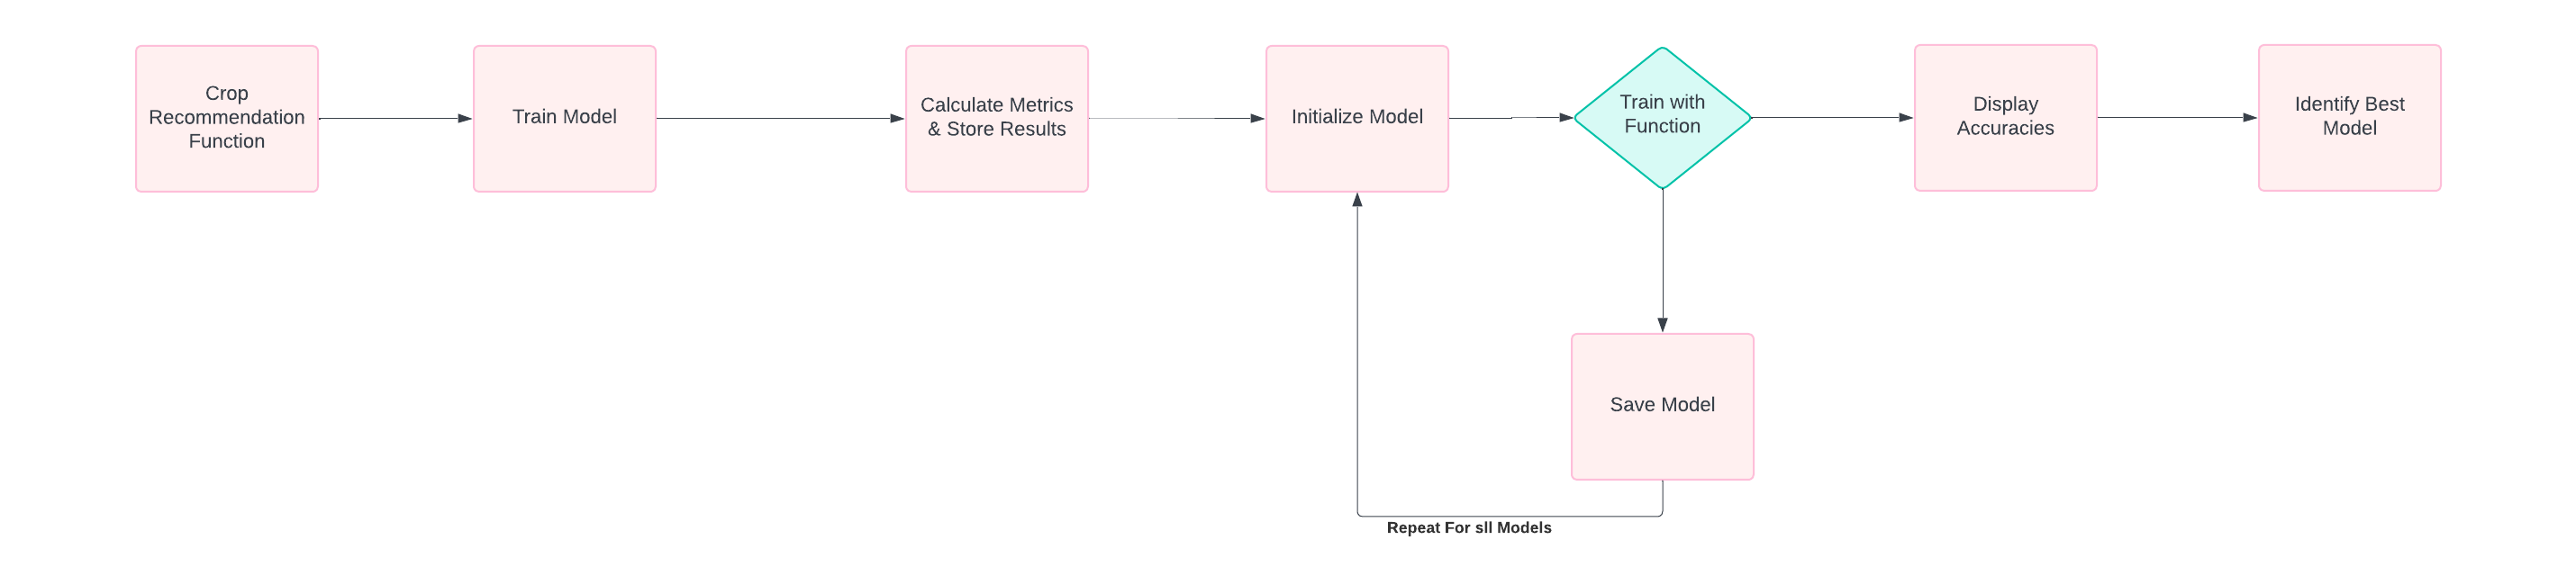 Crop
Recommendation
Function
Train Model
Calculate Metrics
& Store Results
Initialize Model
Train with
Function
Display
Accuracies
Identify Best
Model
Save Model
Repeat For sll Models